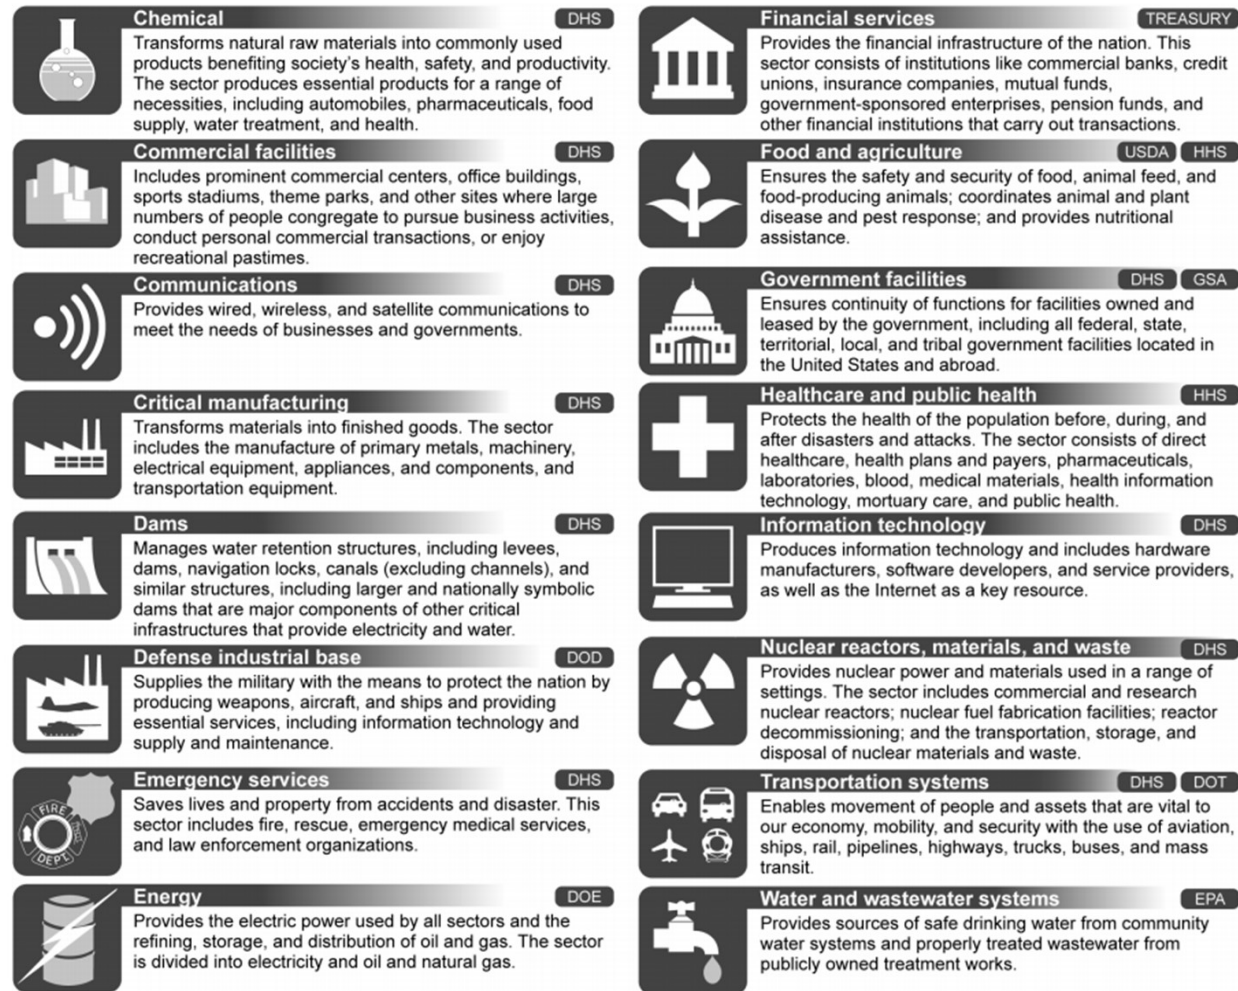 Chemical DHS
Transforms natural raw materials into commonly used
products benefiting society's health, safety, and productivity.
The sector produces essential products for a range of
necessities, including automobiles, pharmaceuticals, food
supply, water treatment, and health.
Commercial facilities DHS
Includes prominent commercial centers, office buildings,
sports stadiums, theme parks, and other sites where large
numbers of people congregate to pursue business activities,
conduct personal commercial transactions, or enjoy
recreational pastimes.
Communications DHS
Provides wired, wireless, and satellite communications to
meet the needs of businesses and governments.
Critical manufacturing DHS
Transforms materials into finished goods. The sector
includes the manufacture of primary metals, machinery,
electrical equipment, appliances, and components, and
transportation equipment.
Dams DHS
Manages water retention structures, including levees,
dams, navigation locks, canals (excluding channels), and
similar structures, including larger and nationally symbolic
dams that are major components of other critical
infrastructures that provide electricity and water.
Defense industrial base DOD
Supplies the military with the means to protect the nation by
producing weapons, aircraft, and ships and providing
essential services, including information technology and
supply and maintenance.
FIRE
DEPT
Emergency services DHS
Saves lives and property from accidents and disaster. This
sector includes fire, rescue, emergency medical services,
and law enforcement organizations.
Energy DOE
Provides the electric power used by all sectors and the
refining, storage, and distribution of oil and gas. The sector
is divided into electricity and oil and natural gas.
Financial services TREASURY
Provides the financial infrastructure of the nation. This
sector consists of institutions like commercial banks, credit
unions, insurance companies, mutual funds,
government-sponsored enterprises, pension funds, and
other financial institutions that carry out transactions.
Food and agriculture USDA HHS
Ensures the safety and security of food, animal feed, and
food-producing animals; coordinates animal and plant
disease and pest response; and provides nutritional
assistance.
Government facilities DHS GSA
Ensures continuity of functions for facilities owned and
leased by the government, including all federal, state,
territorial, local, and tribal government facilities located in
the United States and abroad.
Healthcare and public health HHS
Protects the health of the population before, during, and
after disasters and attacks. The sector consists of direct
healthcare, health plans and payers, pharmaceuticals,
laboratories, blood, medical materials, health information
technology, mortuary care, and public health.
Information technology DHS
Produces information technology and includes hardware
manufacturers, software developers, and service providers,
as well as the Internet as a key resource.
Nuclear reactors, materials, and waste DHS
Provides nuclear power and materials used in a range of
settings. The sector includes commercial and research
nuclear reactors; nuclear fuel fabrication facilities; reactor
decommissioning; and the transportation, storage, and
disposal of nuclear materials and waste.
Transportation systems DHS DOT
Enables movement of people and assets that are vital to
our economy, mobility, and security with the use of aviation,
ships, rail, pipelines, highways, trucks, buses, and mass
transit.
Water and wastewater systems EPA
Provides sources of safe drinking water from community
water systems and properly treated wastewater from
publicly owned treatment works.